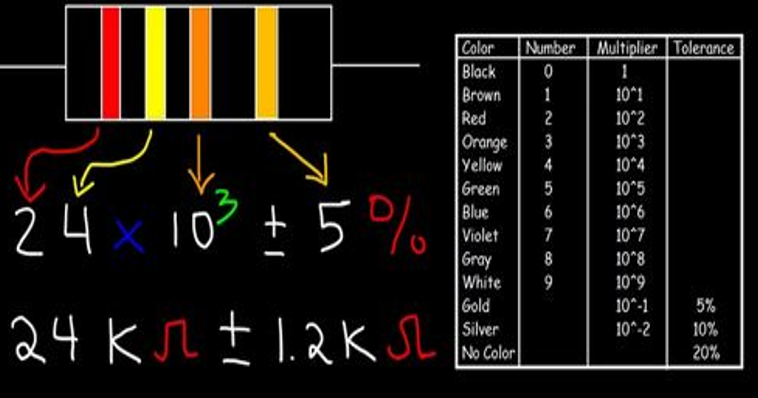 2 4 x 10³ ± 5 %
24 K Ω ± 1.2K Ω
Color Number Multiplier Tolerance
Black 0 1
Brown 1 10^1
Red 2 10^2
Orange 3 10^3
Yellow 4 10^4
Green 5 10^5
Blue 6 10^6
Violet 7 10^7
Gray 8 10^8
White 9 10^9
Gold 10^-1 5%
Silver 10^-2 10%
No Color 20%